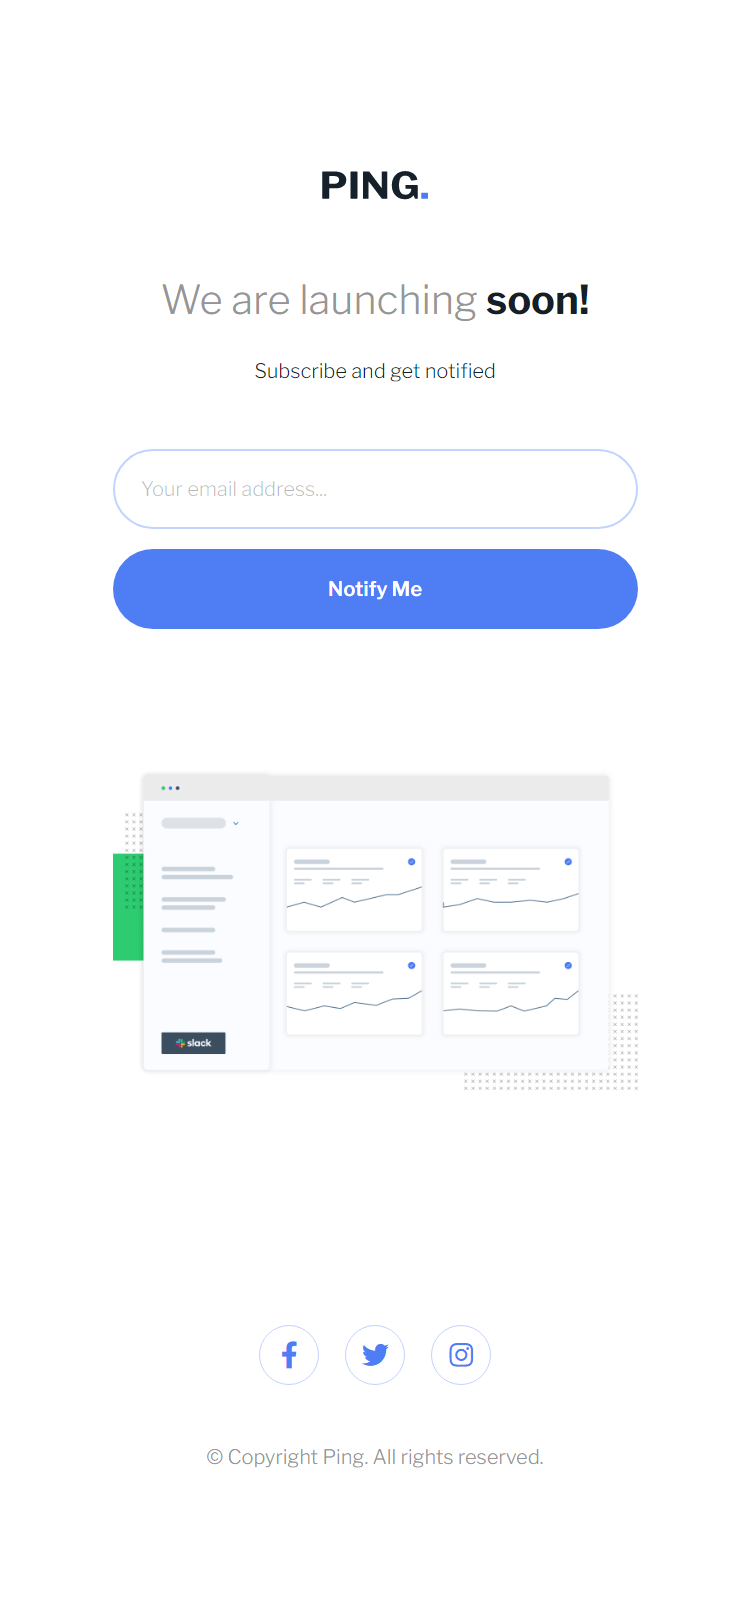 PING.
We are launching soon!
Subscribe and get notified
Your email address...
Notify Me
slack
© Copyright Ping. All rights reserved.